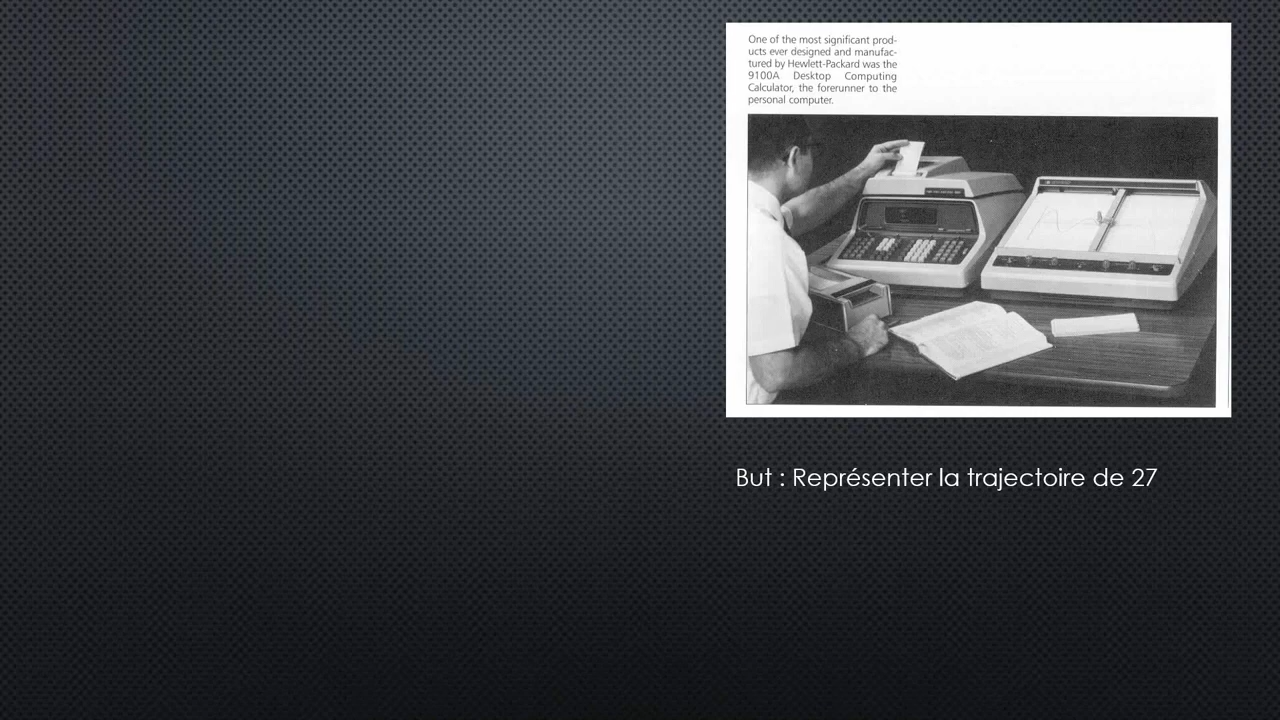 One of the most significant prod-
ucts ever designed and manufac-
tured by Hewlett-Packard was the
9100A Desktop Computing
Calculator, the forerunner to the
personal computer.
But : Représenter la trajectoire de 27